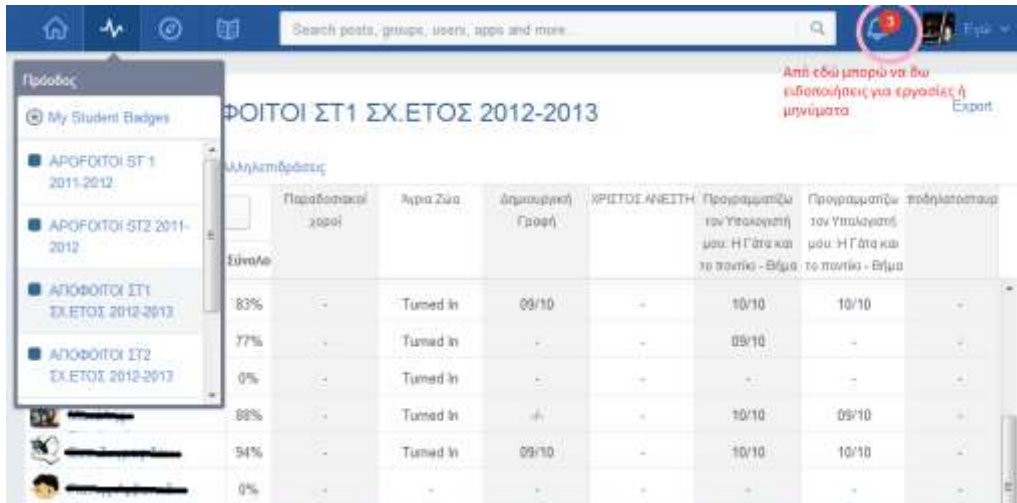 Search posts, groups, users, apps and more...
3
Εγώ
Πρόοδος
My Student Badges
APOFOITOI ST 1
2011-2012
APOFOITOI ST2 2011-
2012
ΑΠΟΦΟΙΤΟΙ ΣΤ1
ΣΧ.ΕΤΟΣ 2012-2013
ΑΠΟΦΟΙΤΟΙ ΣΤ2
ΣΧ.ΕΤΟΣ 2012-2013
ΦΟΙΤΟΙ ΣΤ1 ΣΧ.ΕΤΟΣ 2012-2013
Από εδώ μπορώ να δω
ειδοποιήσεις για εργασίες ή
μηνύματα
Export
Αλληλεπιδράσεις
Σύνολο
Παραδοσιακοί
χοροί
Άγρια Ζώα
Δημιουργική
Γραφή
ΧΡΙΣΤΟΣ ΑΝΕΣΤΗ
Προγραμματίζω
τον Υπολογιστή
μου: Η Γάτα και
το ποντίκι - Βήμα
Προγραμματίζω
τον Υπολογιστή
μου: Η Γάτα και
το ποντίκι - Βήμα
83% - Turned In 09/10 - 10/10 10/10 -
77% - Turned In - - 09/10 - -
0% - Turned In - - - - -
88% - Turned In -/- - 10/10 09/10 -
94% - Turned In 09/10 - 10/10 10/10 -
0% - - - - - - -